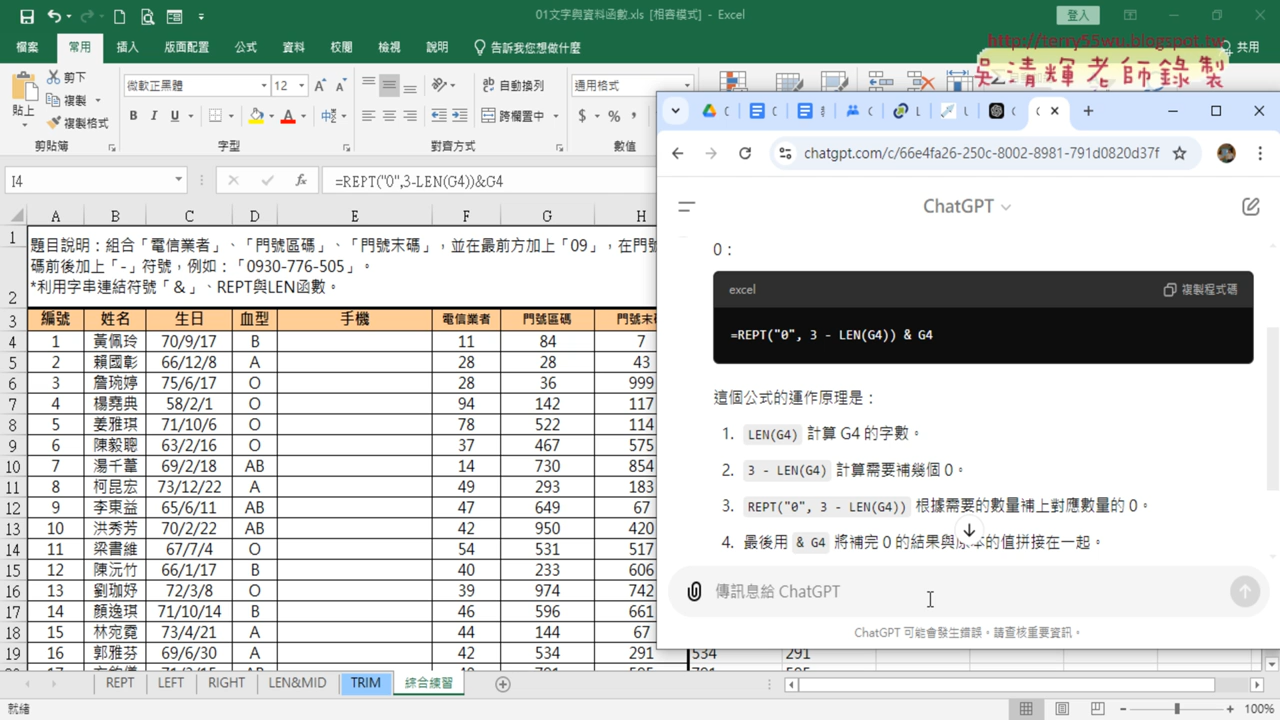 01文字與資料函數.xls [相容模式] - Excel
登入
檔案 常用 插入 版面配置 公式 資料 校閱 檢視 說明 告訴我您想做什麼 共用
http://terry55wu.blogspot.tw
吳清輝老師錄製
貼上 剪下 複製 複製格式 剪貼簿
微軟正黑體 12 B I U 字型
自動換列 跨欄置中 對齊方式
通用格式 $ % 數值
I4 fx =REPT("0",3-LEN(G4))&G4
A B C D E F G H
1 題目說明：組合「電信業者」、「門號區碼」、「門號末碼」，並在最前方加上「09」，在門號
碼前後加上「-」符號，例如：「0930-776-505」。
2 *利用字串連結符號「&」、REPT與LEN函數。
3 編號 姓名 生日 血型 手機 電信業者 門號區碼 門號末
4 1 黃佩玲 70/9/17 B 11 84 7
5 2 賴國彰 66/12/8 A 28 28 43
6 3 詹琬婷 75/6/17 O 28 36 999
7 4 楊堯典 58/2/1 O 94 142 117
8 5 姜雅琪 71/10/6 O 78 522 114
9 6 陳毅聰 63/2/16 O 37 467 575
10 7 湯千蕙 69/2/18 AB 14 730 854
11 8 柯昆宏 73/12/22 A 49 293 183
12 9 李東益 65/6/11 AB 47 649 67
13 10 洪秀芳 70/2/22 AB 42 950 420
14 11 梁書維 67/7/4 O 54 531 517
15 12 陳沅竹 66/1/17 B 40 233 606
16 13 劉珈妤 72/3/8 O 39 974 742
17 14 顏逸琪 71/10/14 B 46 596 661
18 15 林宛霓 73/4/21 A 44 144 67
19 16 郭雅芬 69/6/30 A 42 534 291 534 291
REPT LEFT RIGHT LEN&MID TRIM 綜合練習
就緒 100%
chatgpt.com/c/66e4fa26-250c-8002-8981-791d0820d37f
ChatGPT
0：
excel 複製程式碼
=REPT("0", 3 - LEN(G4)) & G4
這個公式的運作原理是：
1. LEN(G4) 計算 G4 的字數。
2. 3 - LEN(G4) 計算需要補幾個 0。
3. REPT("0", 3 - LEN(G4)) 根據需要的數量補上對應數量的 0。
4. 最後用 & G4 將補完 0 的結果與原本的值拼接在一起。
傳訊息給 ChatGPT
ChatGPT 可能會發生錯誤。請查核重要資訊。